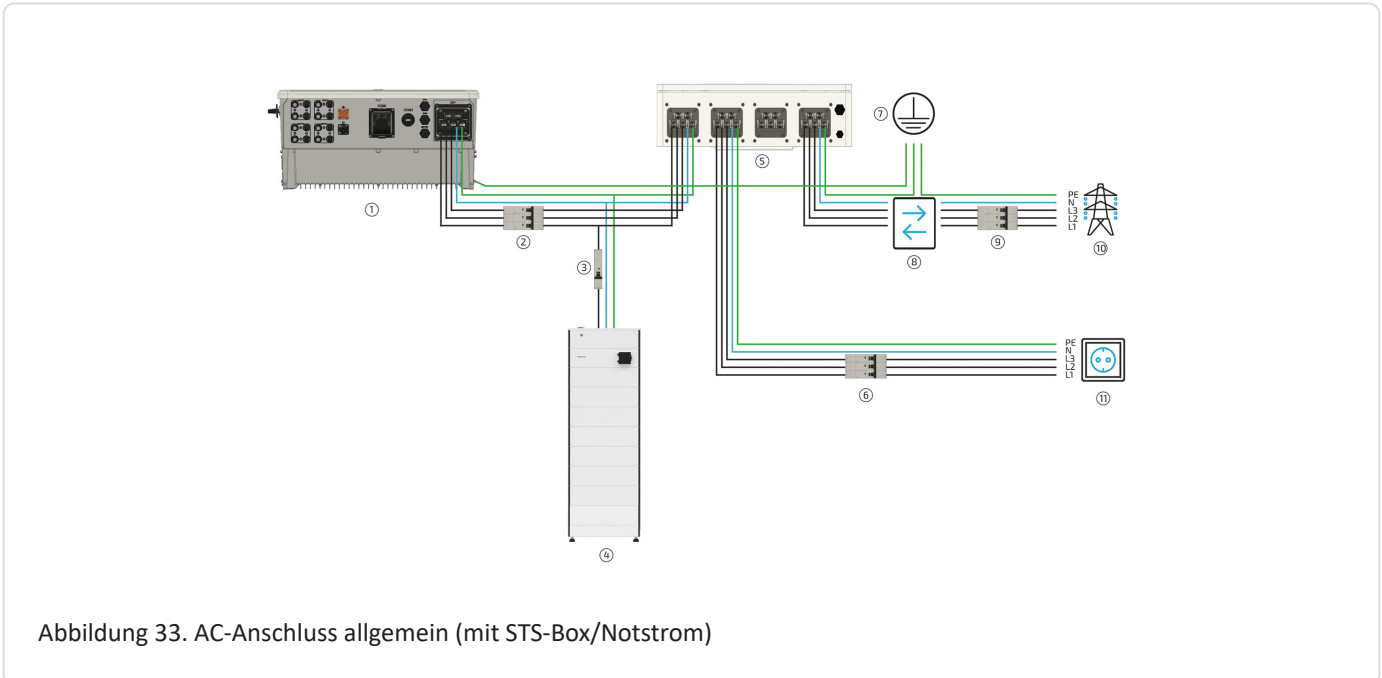 ⑦
⑤
①
PE
N
L3
L2
L1
②
⑨
③
⑧
⑩
PE
N
L3
L2
L1
⑥
⑪
④
Abbildung 33. AC-Anschluss allgemein (mit STS-Box/Notstrom)